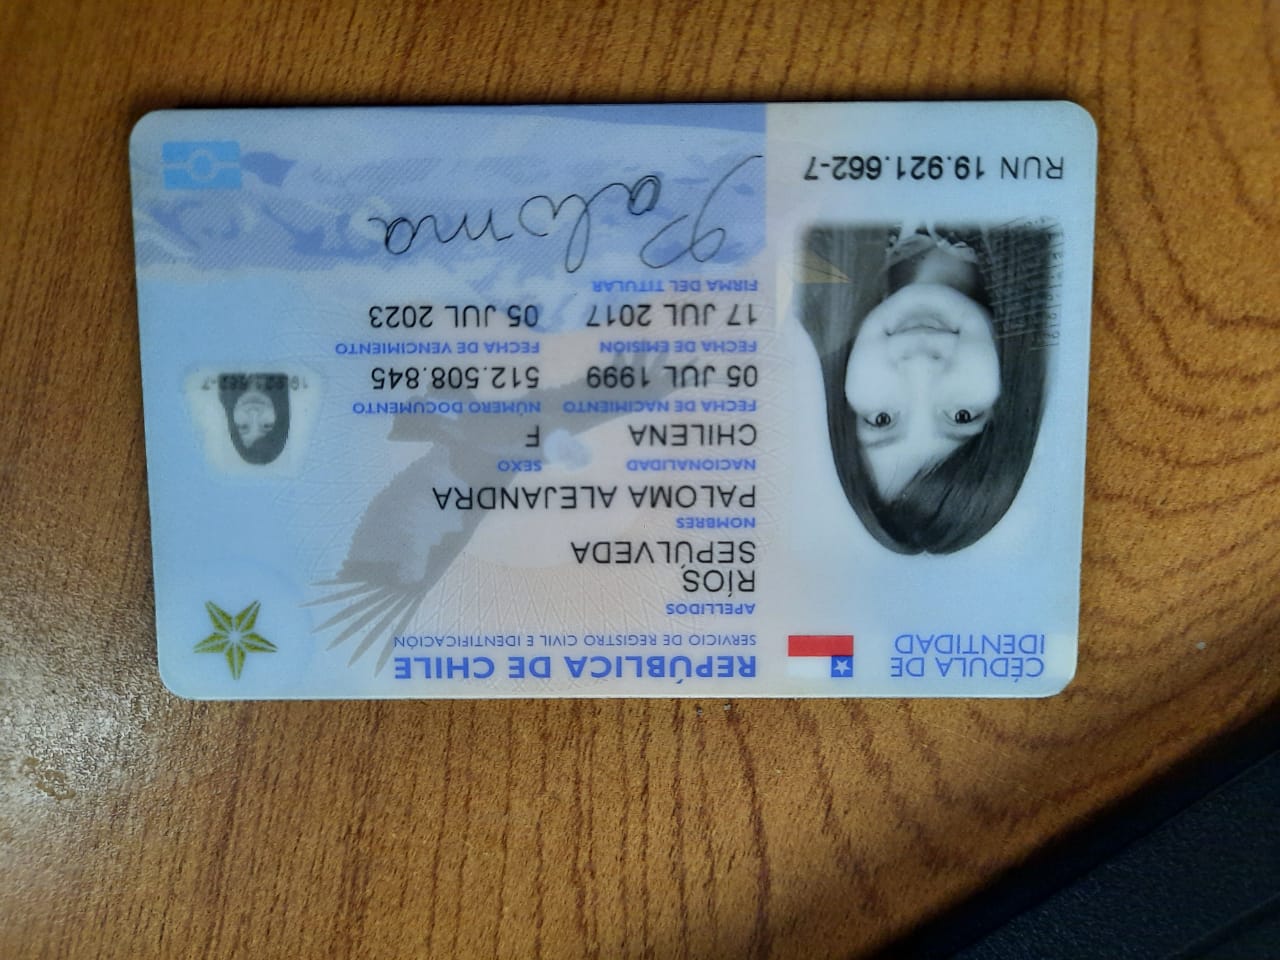 CÉDULA DE
IDENTIDAD
REPÚBLICA DE CHILE
SERVICIO DE REGISTRO CIVIL E IDENTIFICACIÓN
APELLIDOS
RÍOS
SEPÚLVEDA
NOMBRES
PALOMA ALEJANDRA
NACIONALIDAD SEXO
CHILENA F
FECHA DE NACIMIENTO NÚMERO DOCUMENTO
05 JUL 1999 512.508.845
FECHA DE EMISIÓN FECHA DE VENCIMIENTO
17 JUL 2017 05 JUL 2023
FIRMA DEL TITULAR
Paloma
RUN 19.921.662-7
19.921.662-7